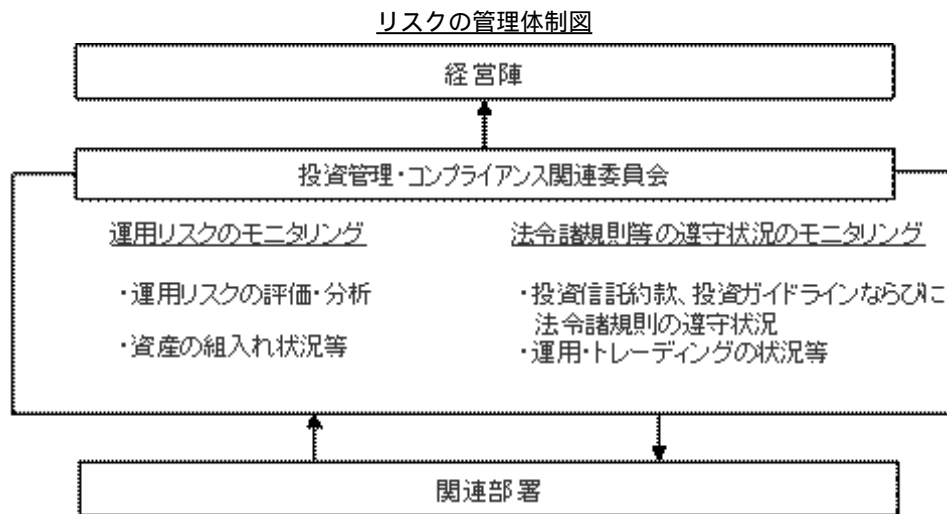 リスクの管理体制図
経営陣
投資管理・コンプライアンス関連委員会
運用リスクのモニタリング
・運用リスクの評価・分析
・資産の組入れ状況等
法令諸規則等の遵守状況のモニタリング
・投資信託約款、投資ガイドラインならびに
法令諸規則の遵守状況
・運用・トレーディングの状況等
関連部署